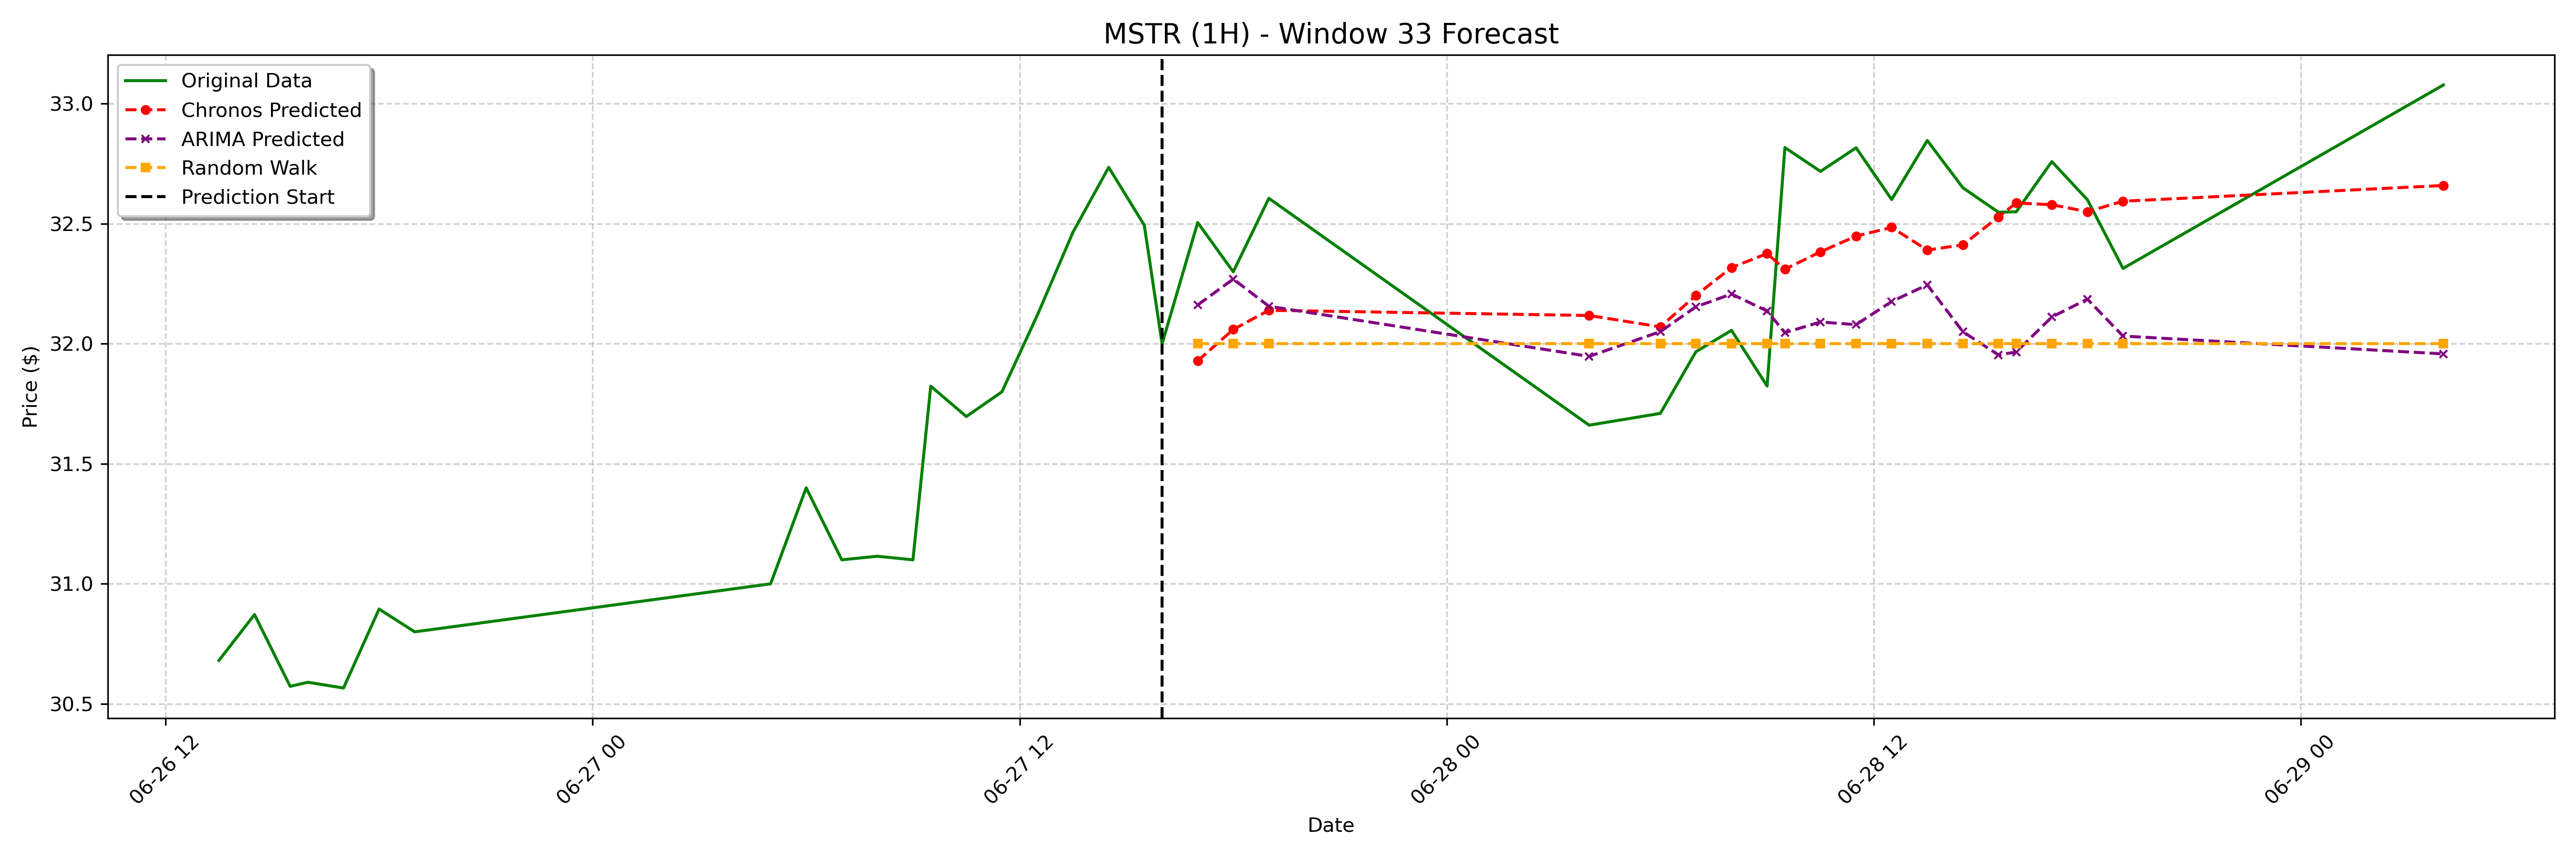 MSTR (1H) - Window 33 Forecast
Original Data
Chronos Predicted
ARIMA Predicted
Random Walk
Prediction Start
Price ($)
33.0
32.5
32.0
31.5
31.0
30.5
06-26 12
06-27 00
06-27 12
06-28 00
06-28 12
06-29 00
Date